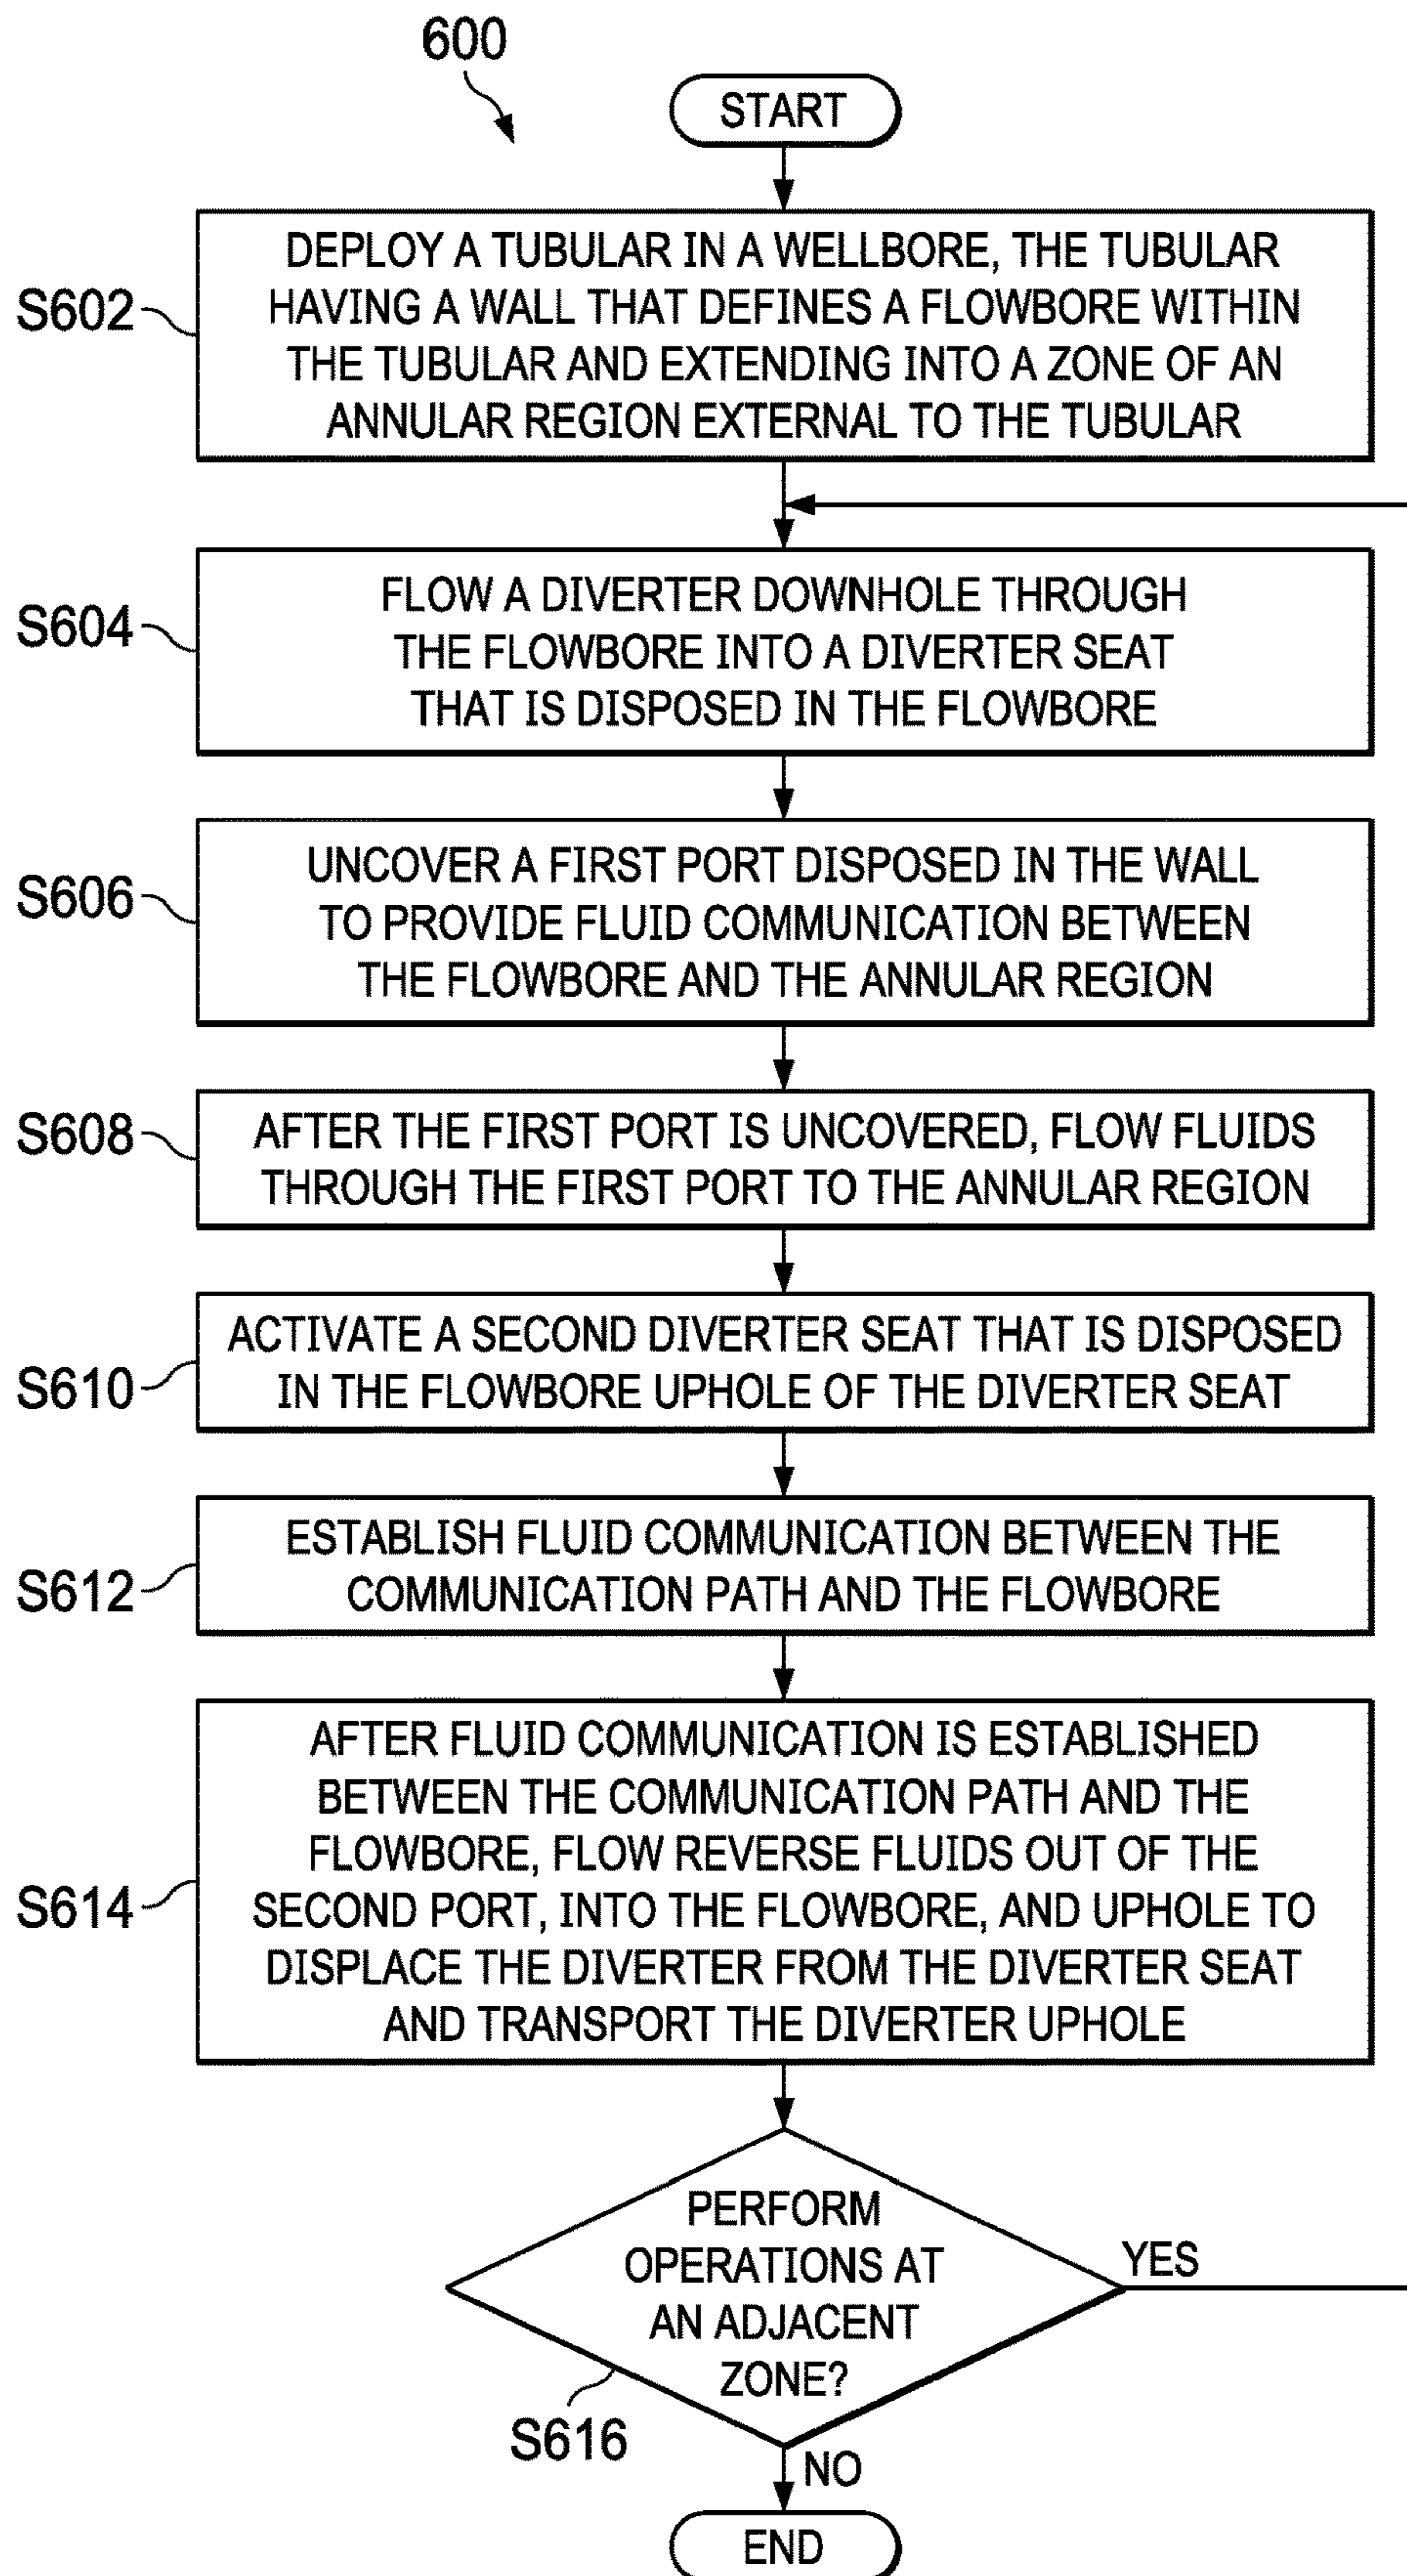 600
START
S602
DEPLOY A TUBULAR IN A WELLBORE, THE TUBULAR
HAVING A WALL THAT DEFINES A FLOWBORE WITHIN
THE TUBULAR AND EXTENDING INTO A ZONE OF AN
ANNULAR REGION EXTERNAL TO THE TUBULAR
S604
FLOW A DIVERTER DOWNHOLE THROUGH
THE FLOWBORE INTO A DIVERTER SEAT
THAT IS DISPOSED IN THE FLOWBORE
S606
UNCOVER A FIRST PORT DISPOSED IN THE WALL
TO PROVIDE FLUID COMMUNICATION BETWEEN
THE FLOWBORE AND THE ANNULAR REGION
S608
AFTER THE FIRST PORT IS UNCOVERED, FLOW FLUIDS
THROUGH THE FIRST PORT TO THE ANNULAR REGION
S610
ACTIVATE A SECOND DIVERTER SEAT THAT IS DISPOSED
IN THE FLOWBORE UPHOLE OF THE DIVERTER SEAT
S612
ESTABLISH FLUID COMMUNICATION BETWEEN THE
COMMUNICATION PATH AND THE FLOWBORE
S614
AFTER FLUID COMMUNICATION IS ESTABLISHED
BETWEEN THE COMMUNICATION PATH AND THE
FLOWBORE, FLOW REVERSE FLUIDS OUT OF THE
SECOND PORT, INTO THE FLOWBORE, AND UPHOLE TO
DISPLACE THE DIVERTER FROM THE DIVERTER SEAT
AND TRANSPORT THE DIVERTER UPHOLE
PERFORM
OPERATIONS AT
AN ADJACENT
ZONE?
YES
S616
NO
END